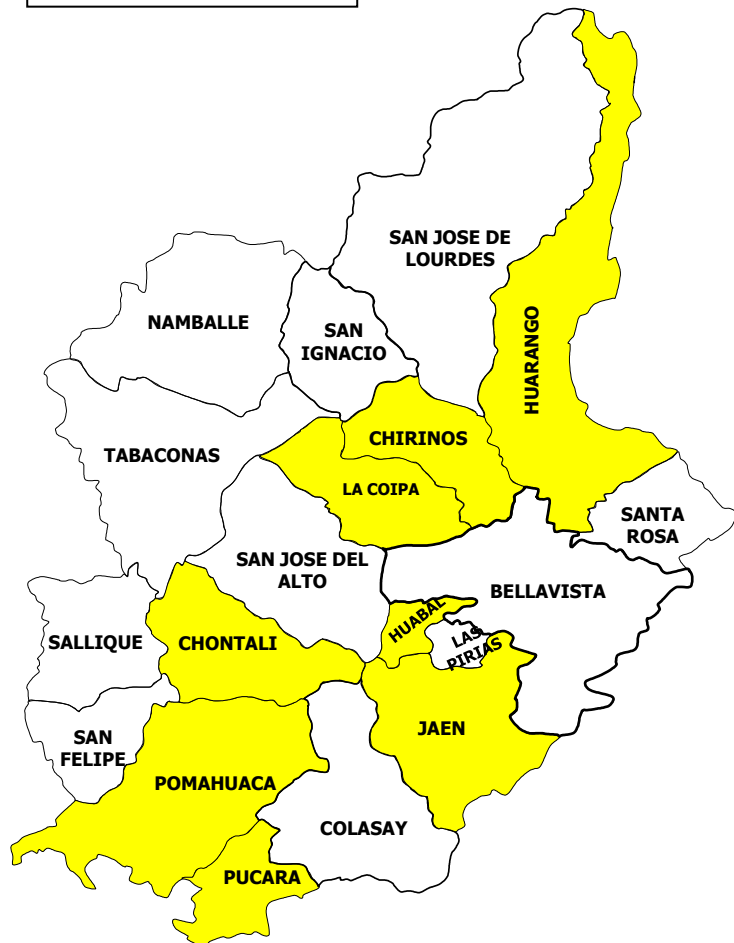 SAN JOSE DE
LOURDES
NAMBALLE
SAN
IGNACIO
HUARANGO
CHIRINOS
TABACONAS
LA COIPA
SANTA
ROSA
SAN JOSE DEL
ALTO
BELLAVISTA
HUABAL
LAS
PIRIAS
SALLIQUE
CHONTALI
JAEN
SAN
FELIPE
POMAHUACA
COLASAY
PUCARA